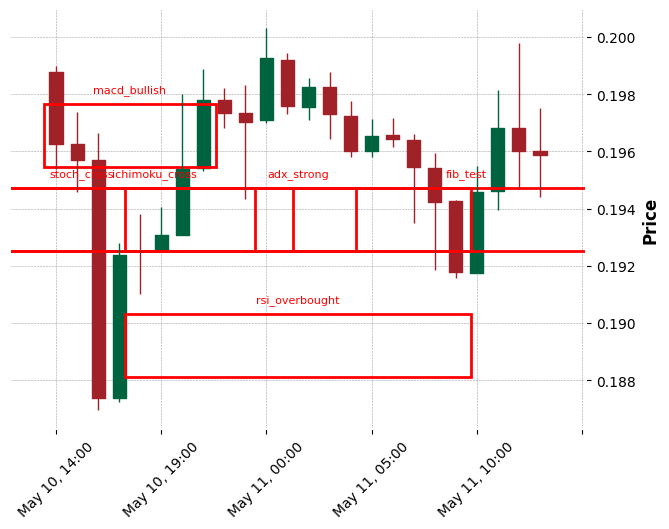 0.200
0.198
0.196
0.194
0.192
0.190
0.188
Price
macd_bullish
ichimoku_cross
adx_strong
fib_test
rsi_overbought
May 10, 14:00
May 10, 19:00
May 11, 00:00
May 11, 05:00
May 11, 10:00